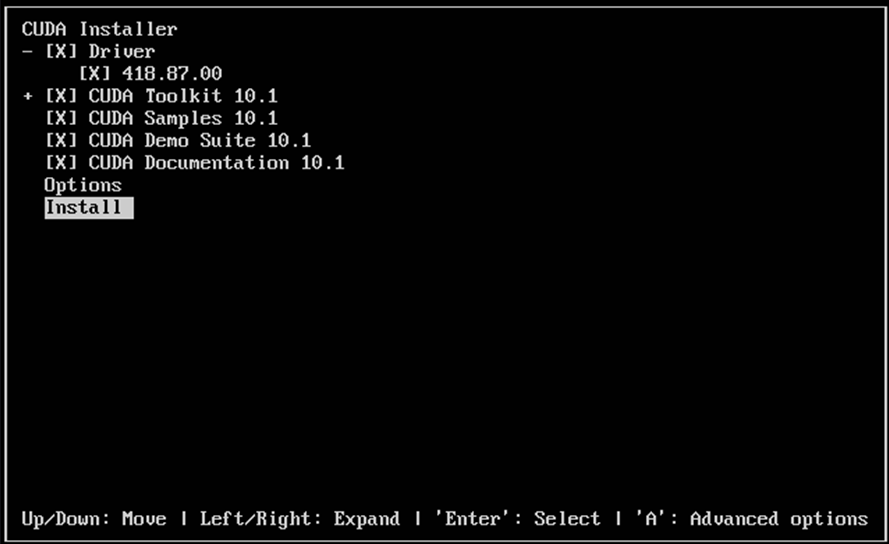 CUDA Installer
- [X] Driver
[X] 418.87.00
+ [X] CUDA Toolkit 10.1
[X] CUDA Samples 10.1
[X] CUDA Demo Suite 10.1
[X] CUDA Documentation 10.1
Options
Install
Up/Down: Move | Left/Right: Expand | 'Enter': Select | 'A': Advanced options